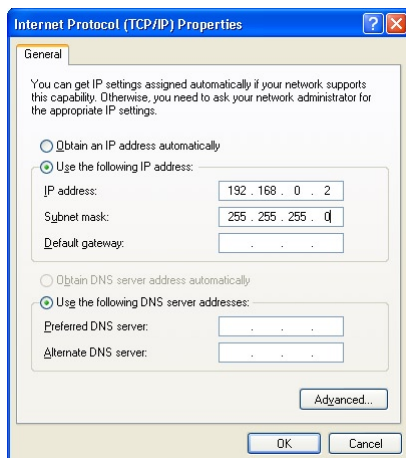 Internet Protocol (TCP/IP) Properties
General
You can get IP settings assigned automatically if your network supports
this capability. Otherwise, you need to ask your network administrator for
the appropriate IP settings.
Obtain an IP address automatically
Use the following IP address:
IP address: 192 . 168 . 0 . 2
Subnet mask: 255 . 255 . 255 . 0
Default gateway: . . .
Obtain DNS server address automatically
Use the following DNS server addresses:
Preferred DNS server: . . .
Alternate DNS server: . . .
Advanced...
OK Cancel